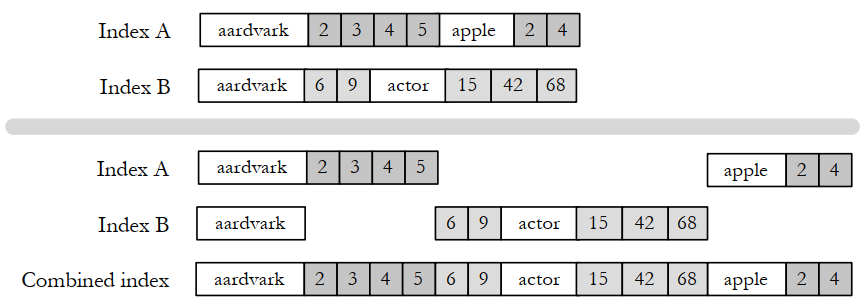 Index A aardvark 2 3 4 5 apple 2 4
Index B aardvark 6 9 actor 15 42 68
Index A aardvark 2 3 4 5 apple 2 4
Index B aardvark 6 9 actor 15 42 68
Combined index aardvark 2 3 4 5 6 9 actor 15 42 68 apple 2 4